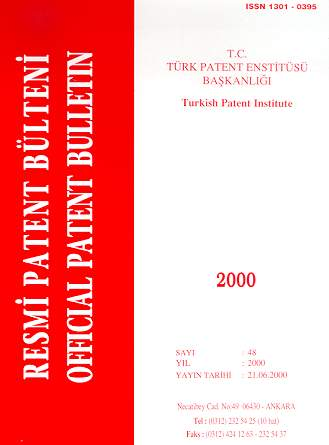 ISSN 1301 - 0395
RESMİ PATENT BÜLTENİ
OFFICIAL PATENT BULLETIN
T.C.
TÜRK PATENT ENSTİTÜSÜ
BAŞKANLIĞI
Turkish Patent Institute
2000
SAYI : 48
YIL : 2000
YAYIN TARİHİ : 21.06.2000
Necatibey Cad. No:49 06430 - ANKARA
Tel : (0312) 232 54 25 (10 hat)
Faks : (0312) 424 12 63 - 232 54 37